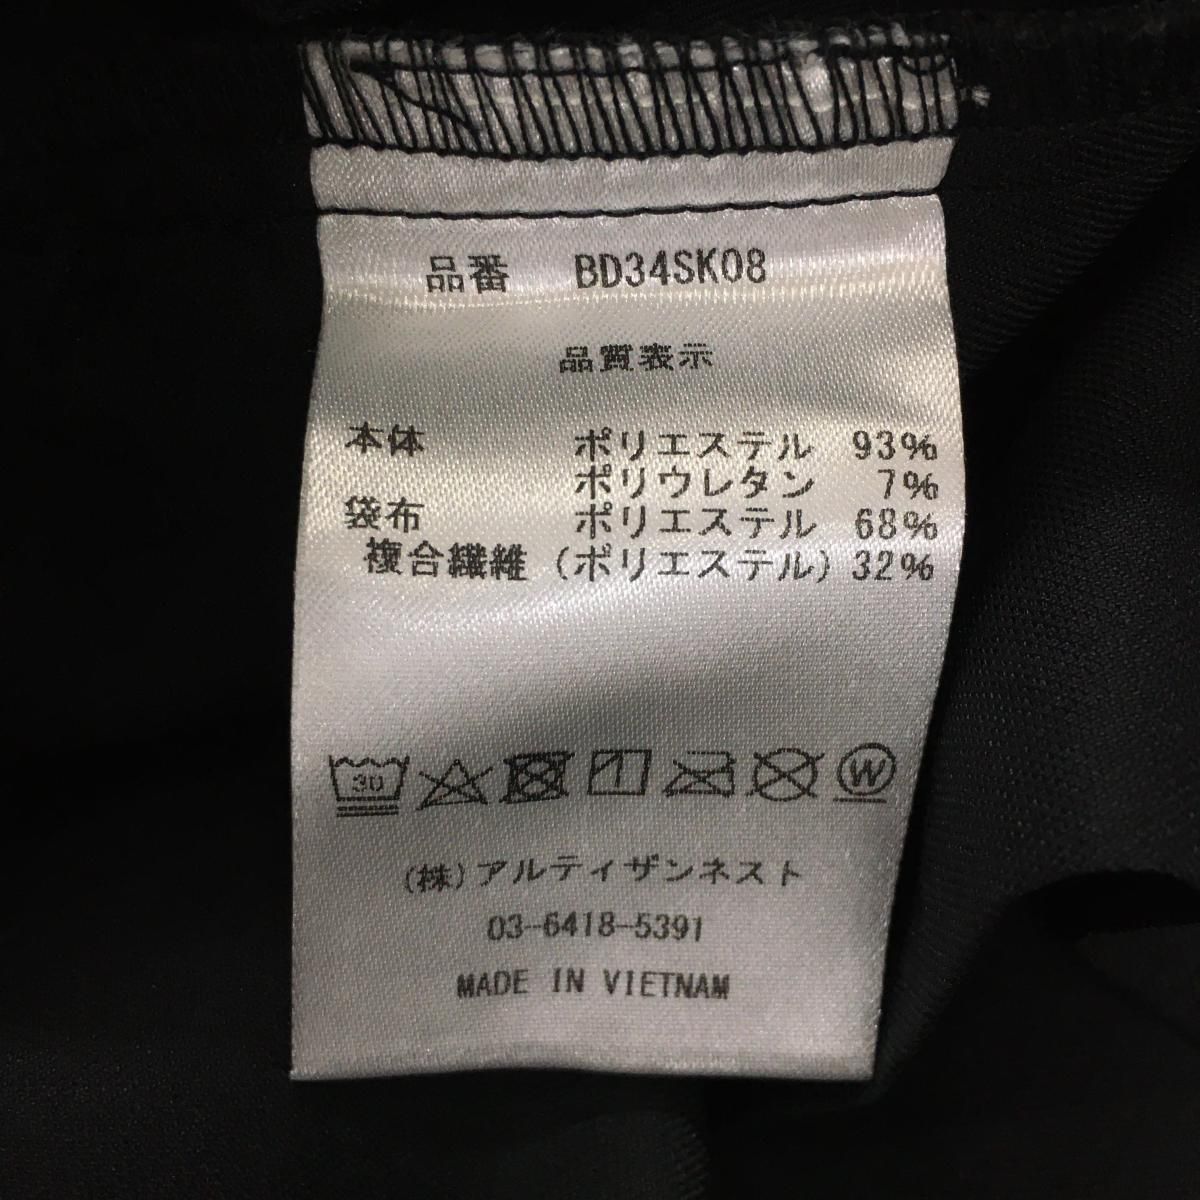 品番 BD34SK08
品質表示
本体 ポリエステル 93%
ポリウレタン 7%
袋布 ポリエステル 68%
複合繊維 (ポリエステル) 32%
30 W
(株)アルティザンネスト
03-6418-5391
MADE IN VIETNAM